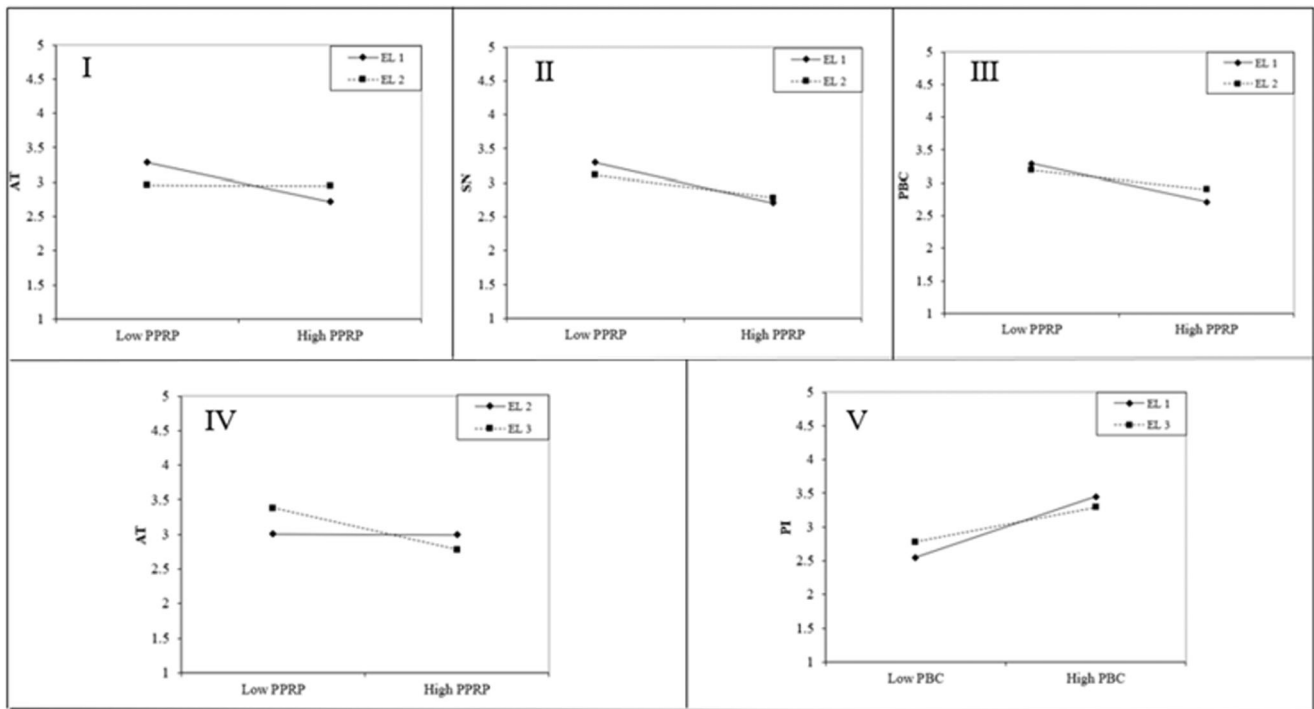 I
EL 1
EL 2
5
4.5
4
3.5
3
2.5
2
1.5
1
AT
Low PPRP
High PPRP
II
EL 1
EL 2
5
4.5
4
3.5
3
2.5
2
1.5
1
SN
Low PPRP
High PPRP
III
EL 1
EL 2
5
4.5
4
3.5
3
2.5
2
1.5
1
PBC
Low PPRP
High PPRP
IV
EL 2
EL 3
5
4.5
4
3.5
3
2.5
2
1.5
1
AT
Low PPRP
High PPRP
V
EL 1
EL 3
5
4.5
4
3.5
3
2.5
2
1.5
1
PI
Low PBC
High PBC